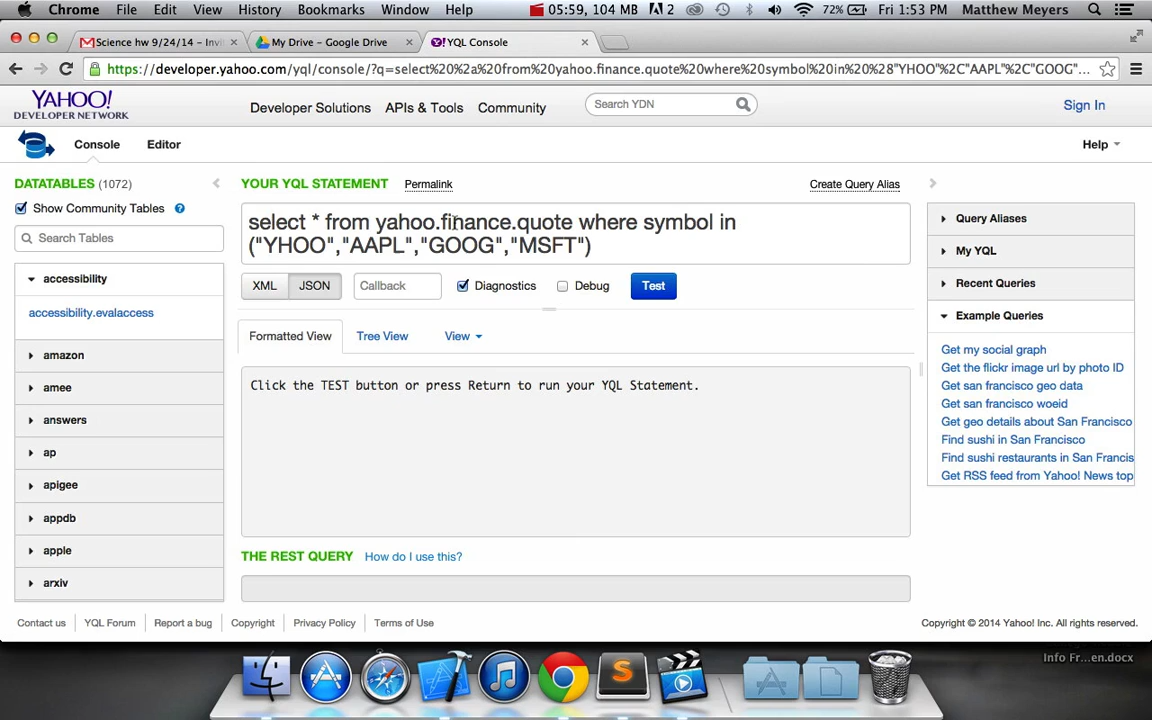 Chrome File Edit View History Bookmarks Window Help 05:59, 104 MB 2 72% Fri 1:53 PM Matthew Meyers
Science hw 9/24/14 - Invi
My Drive - Google Drive
YQL Console
https://developer.yahoo.com/yql/console/?q=select%20%2a%20from%20yahoo.finance.quote%20where%20symbol%20in%20%28"YHOO"%2C"AAPL"%2C"GOOG"...
YAHOO!
DEVELOPER NETWORK
Developer Solutions
APIs & Tools
Community
Search YDN
Sign In
Console
Editor
Help
DATATABLES (1072)
Show Community Tables ?
Search Tables
accessibility
accessibility.evalaccess
amazon
amee
answers
ap
apigee
appdb
apple
arxiv
YOUR YQL STATEMENT
Permalink
Create Query Alias
select * from yahoo.finance.quote where symbol in
("YHOO","AAPL","GOOG","MSFT")
XML
JSON
Callback
Diagnostics
Debug
Test
Formatted View
Tree View
View
Click the TEST button or press Return to run your YQL Statement.
THE REST QUERY
How do I use this?
Query Aliases
My YQL
Recent Queries
Example Queries
Get my social graph
Get the flickr image url by photo ID
Get san francisco geo data
Get san francisco woeid
Get geo details about San Francisco
Find sushi in San Francisco
Find sushi restaurants in San Francis
Get RSS feed from Yahoo! News top
Contact us
YQL Forum
Report a bug
Copyright
Privacy Policy
Terms of Use
Copyright © 2014 Yahoo! Inc. All rights reserved.
Info Fr...en.docx